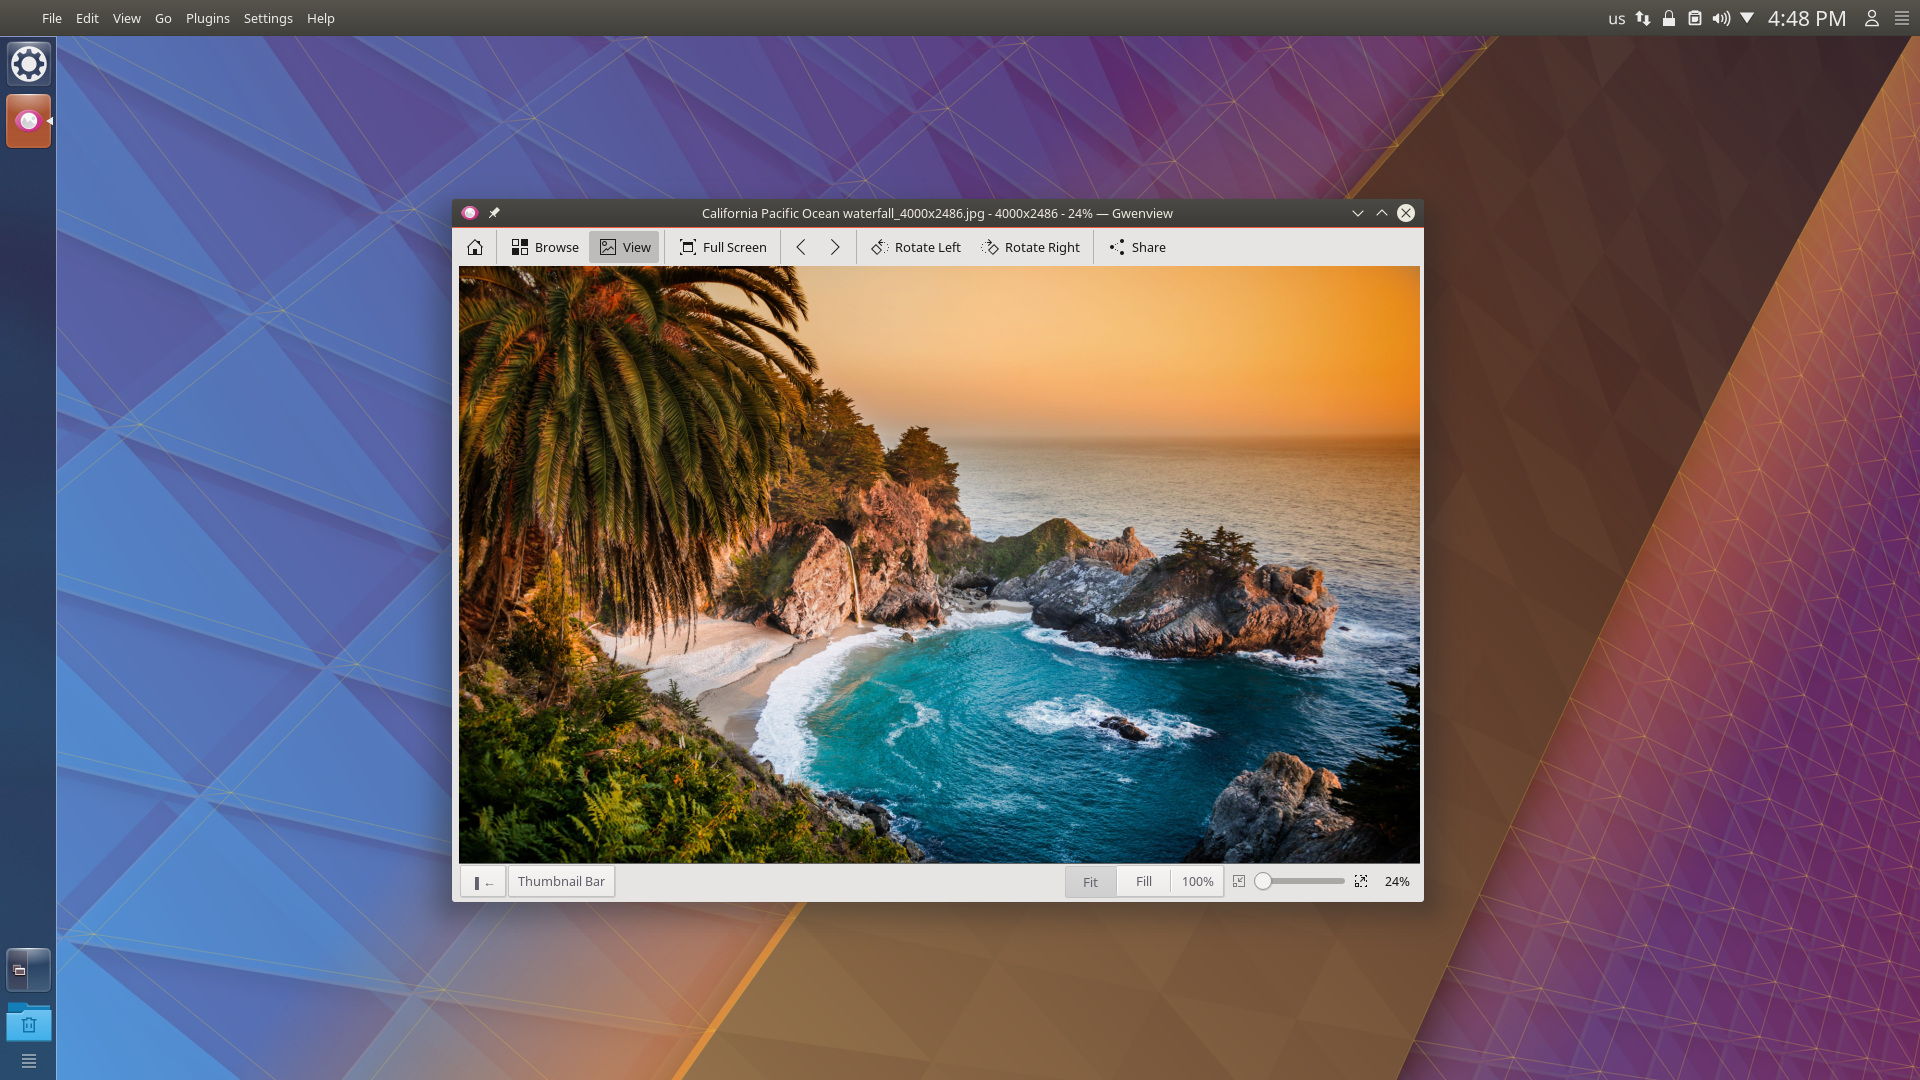 File Edit View Go Plugins Settings Help
us 4:48 PM
California Pacific Ocean waterfall_4000x2486.jpg - 4000x2486 - 24% — Gwenview
Browse View Full Screen Rotate Left Rotate Right Share
Thumbnail Bar Fit Fill 100% 24%